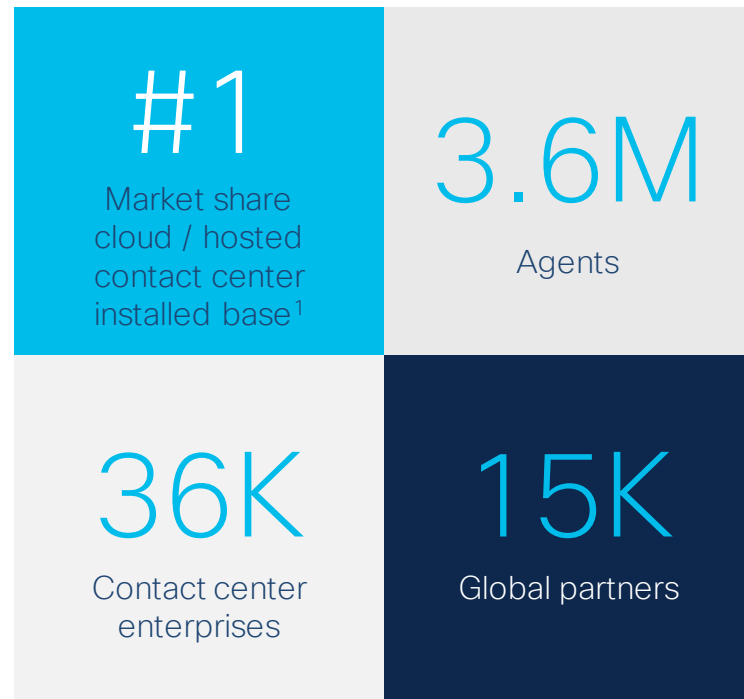 #1
Market share
cloud / hosted
contact center
installed base¹
3.6M
Agents
36K
Contact center
enterprises
15K
Global partners